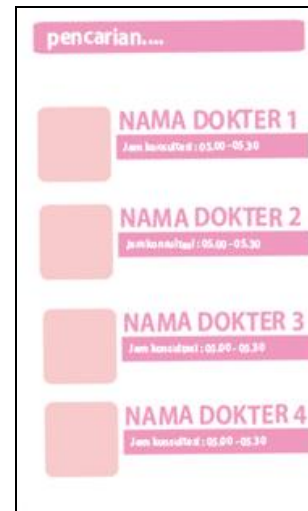 pencarian....
NAMA DOKTER 1
Jam konsultasi : 05.00 - 05.30
NAMA DOKTER 2
Jam konsultasi : 05.00 - 05.30
NAMA DOKTER 3
Jam konsultasi : 05.00 - 05.30
NAMA DOKTER 4
Jam konsultasi : 05.00 - 05.30